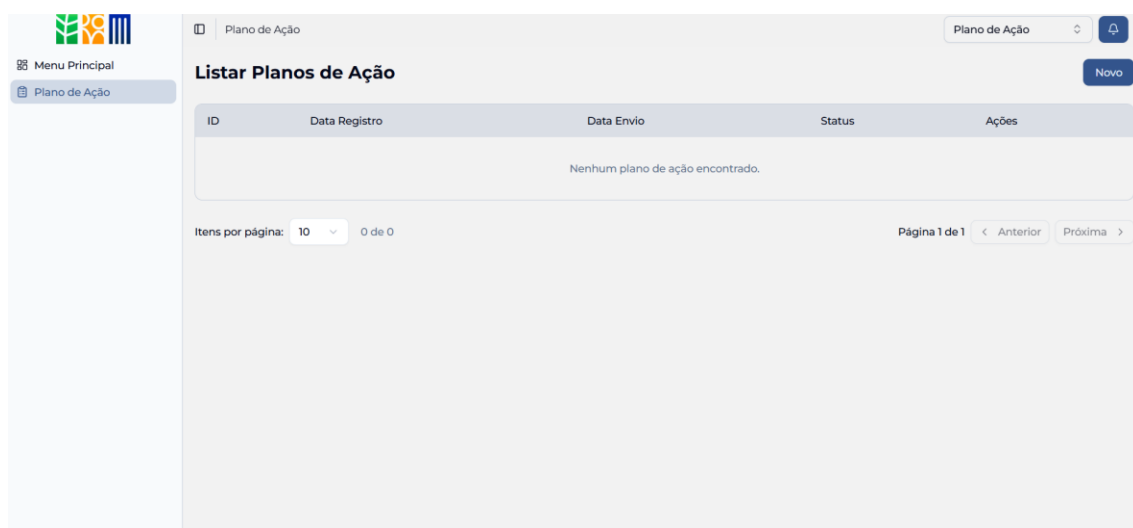 Plano de Ação
Plano de Ação
Menu Principal
Plano de Ação
Listar Planos de Ação
Novo
ID Data Registro Data Envio Status Ações
Nenhum plano de ação encontrado.
Itens por página: 10 0 de 0
Página 1 de 1 Anterior Próxima